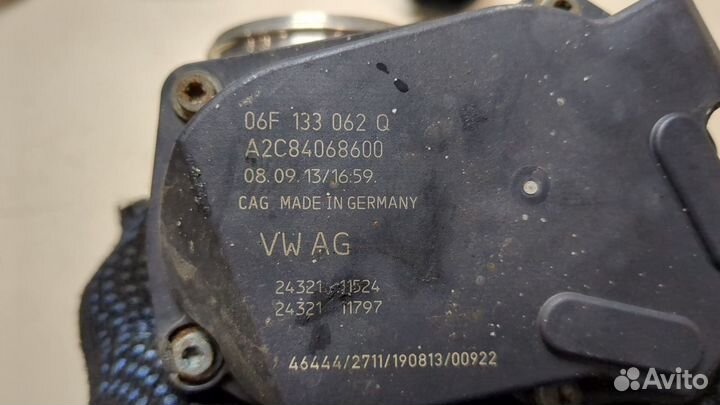 06F 133 062 Q
A2C84068600
08.09.13/16:59.
CAG MADE IN GERMANY
VW AG
24321 11524
24321 11797
46444/2711/190813/00922
Avito